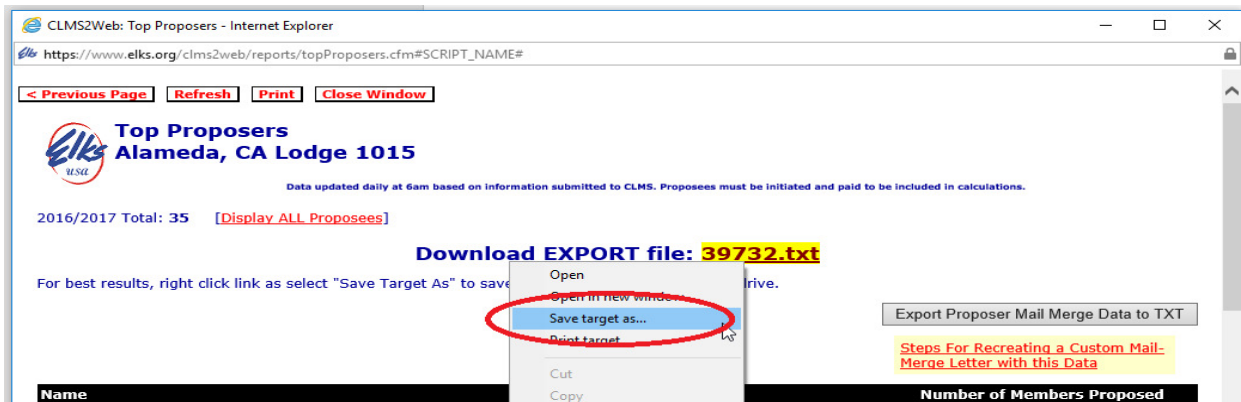 CLMS2Web: Top Proposers - Internet Explorer
https://www.elks.org/clms2web/reports/topProposers.cfm#SCRIPT_NAME#
< Previous Page Refresh Print Close Window
Elks
USA
Top Proposers
Alameda, CA Lodge 1015
Data updated daily at 6am based on information submitted to CLMS. Proposees must be initiated and paid to be included in calculations.
2016/2017 Total: 35 [Display ALL Proposees]
Download EXPORT file: 39732.txt
For best results, right click link as select "Save Target As" to save drive.
Open
Open in new window
Save target as...
Print target
Cut
Copy
Export Proposer Mail Merge Data to TXT
Steps For Recreating a Custom Mail-
Merge Letter with this Data
Name Number of Members Proposed